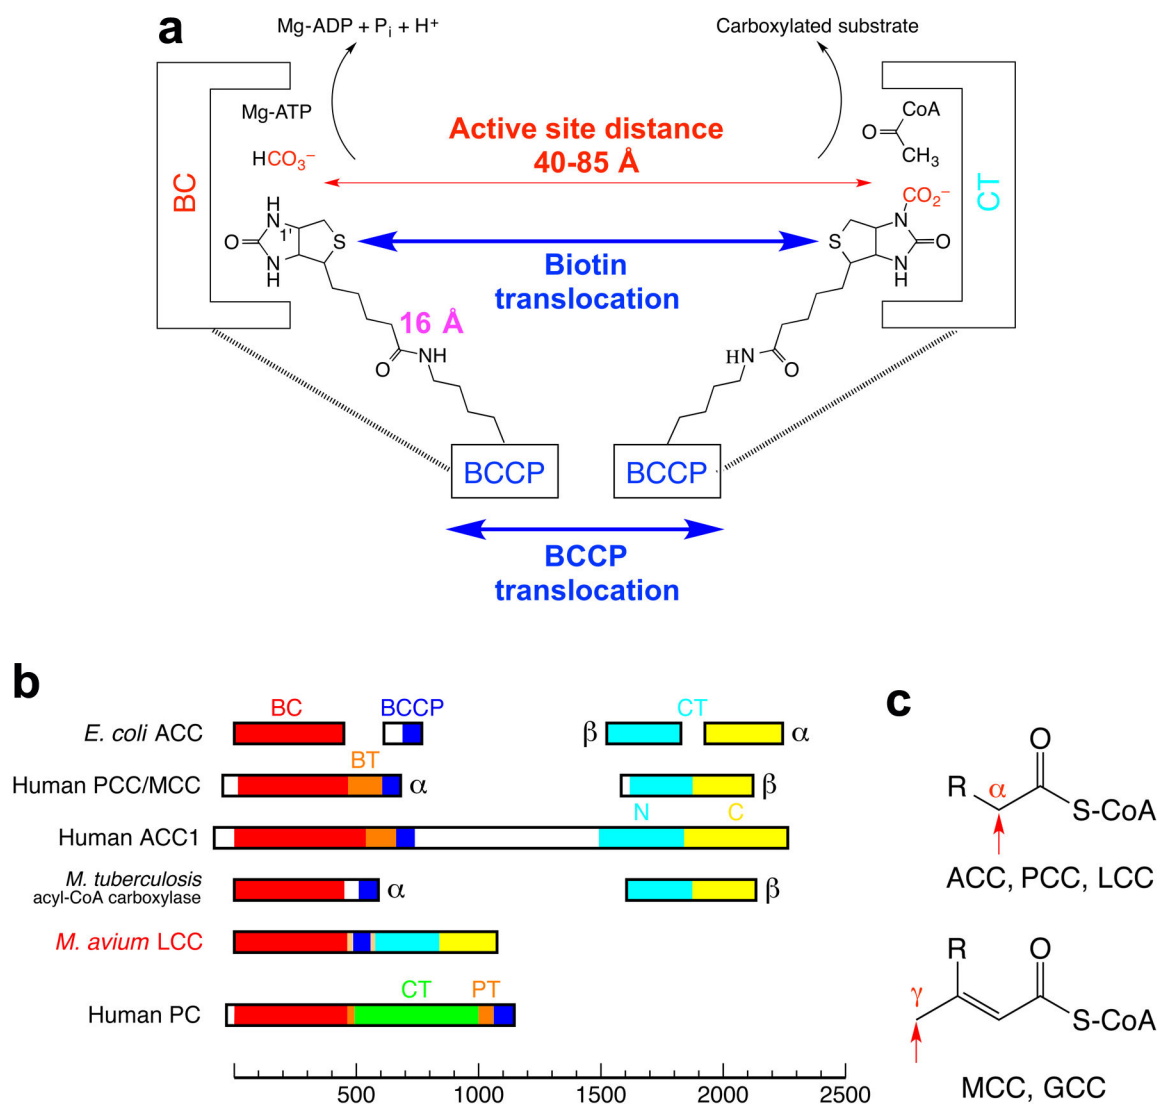 a
Mg-ADP + Pi + H+
Carboxylated substrate
Mg-ATP
HCO3−
BC
Active site distance
40-85 Å
CoA
O
CH3
CO2−
CT
H
N
1'
O
S
N
H
Biotin
translocation
S
N
O
N
H
16 Å
O
NH
HN
O
BCCP
BCCP
BCCP
translocation
b
BC
BCCP
CT
E. coli ACC
β
α
BT
Human PCC/MCC
α
β
N
C
Human ACC1
M. tuberculosis
acyl-CoA carboxylase
α
β
M. avium LCC
CT
PT
Human PC
500
1000
1500
2000
2500
c
O
R
α
S-CoA
ACC, PCC, LCC
R
O
γ
S-CoA
MCC, GCC